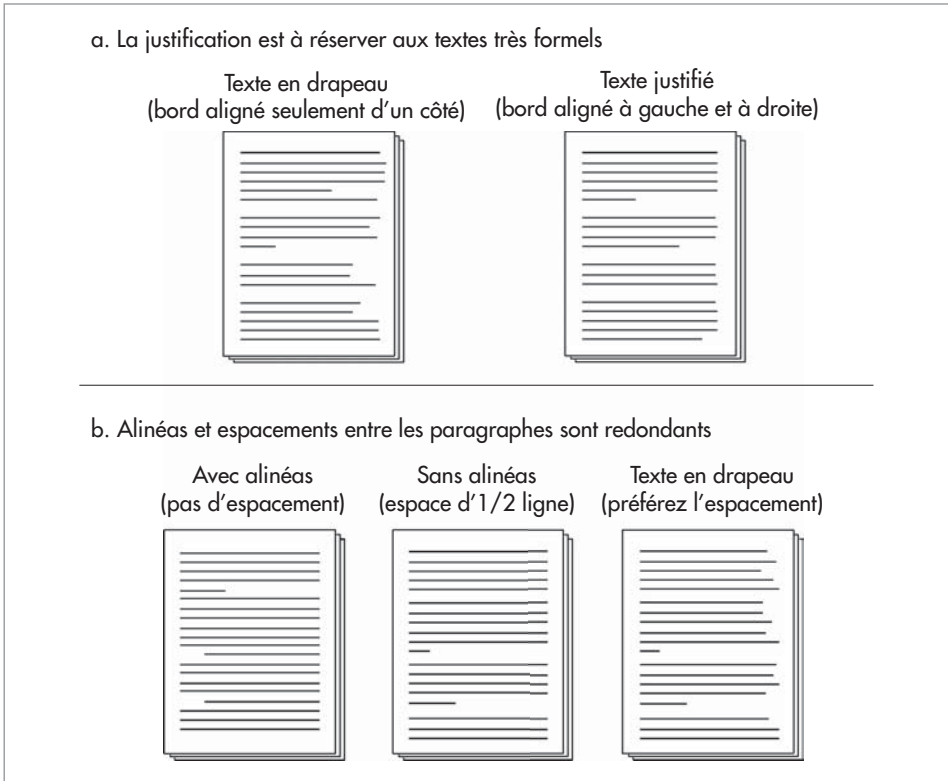 a. La justification est à réserver aux textes très formels
Texte en drapeau
(bord aligné seulement d'un côté)
Texte justifié
(bord aligné à gauche et à droite)
b. Alinéas et espacements entre les paragraphes sont redondants
Avec alinéas
(pas d'espacement)
Sans alinéas
(espace d'1/2 ligne)
Texte en drapeau
(préférez l'espacement)